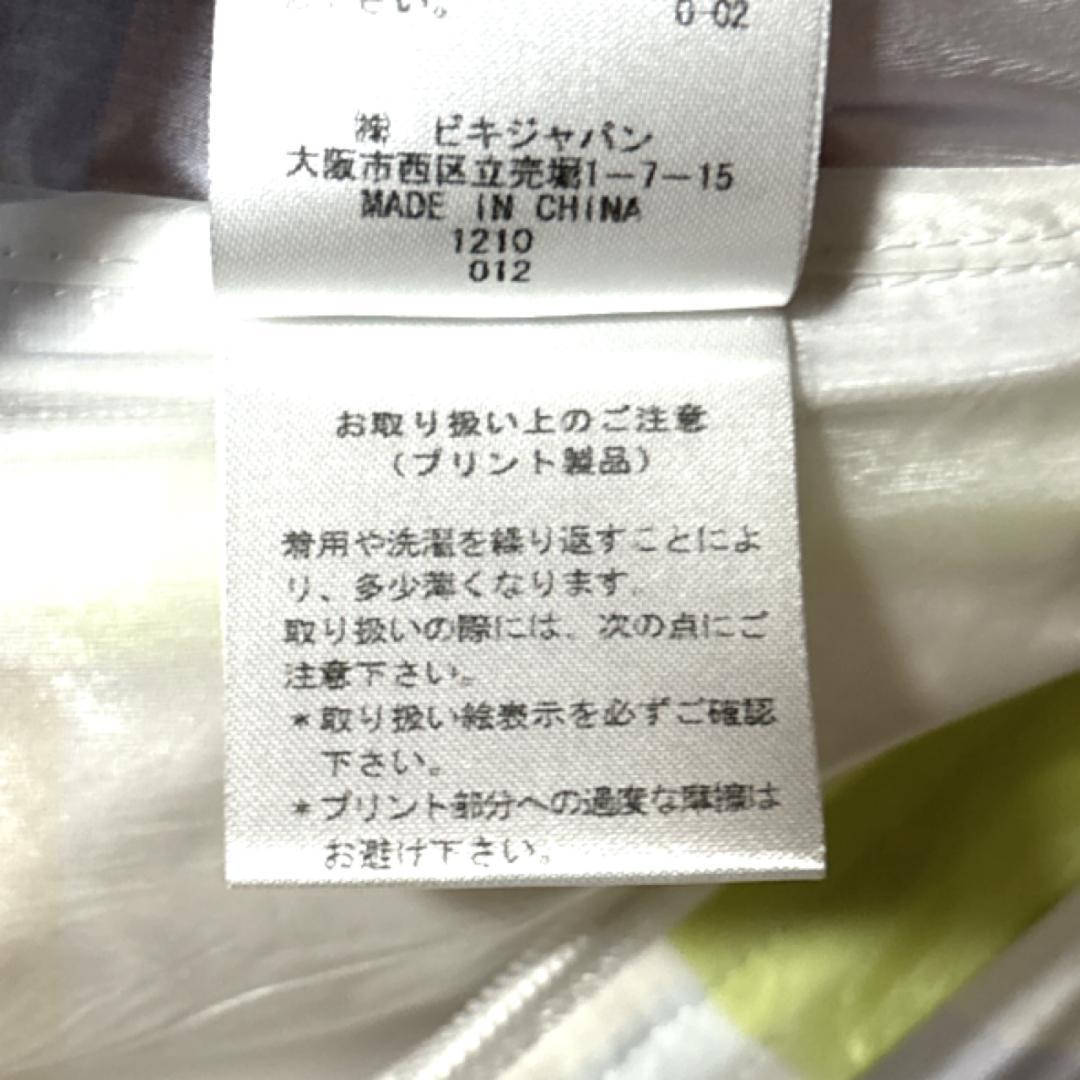 下さい。
0-02
㈱ ビキジャパン
大阪市西区立売堀1-7-15
MADE IN CHINA
1210
012
お取り扱い上のご注意
(プリント製品)
着用や洗濯を繰り返すことによ
り、多少薄くなります。
取り扱いの際には、次の点にご
注意下さい。
*取り扱い絵表示を必ずご確認
下さい。
*プリント部分への過度な摩擦は
お避け下さい。